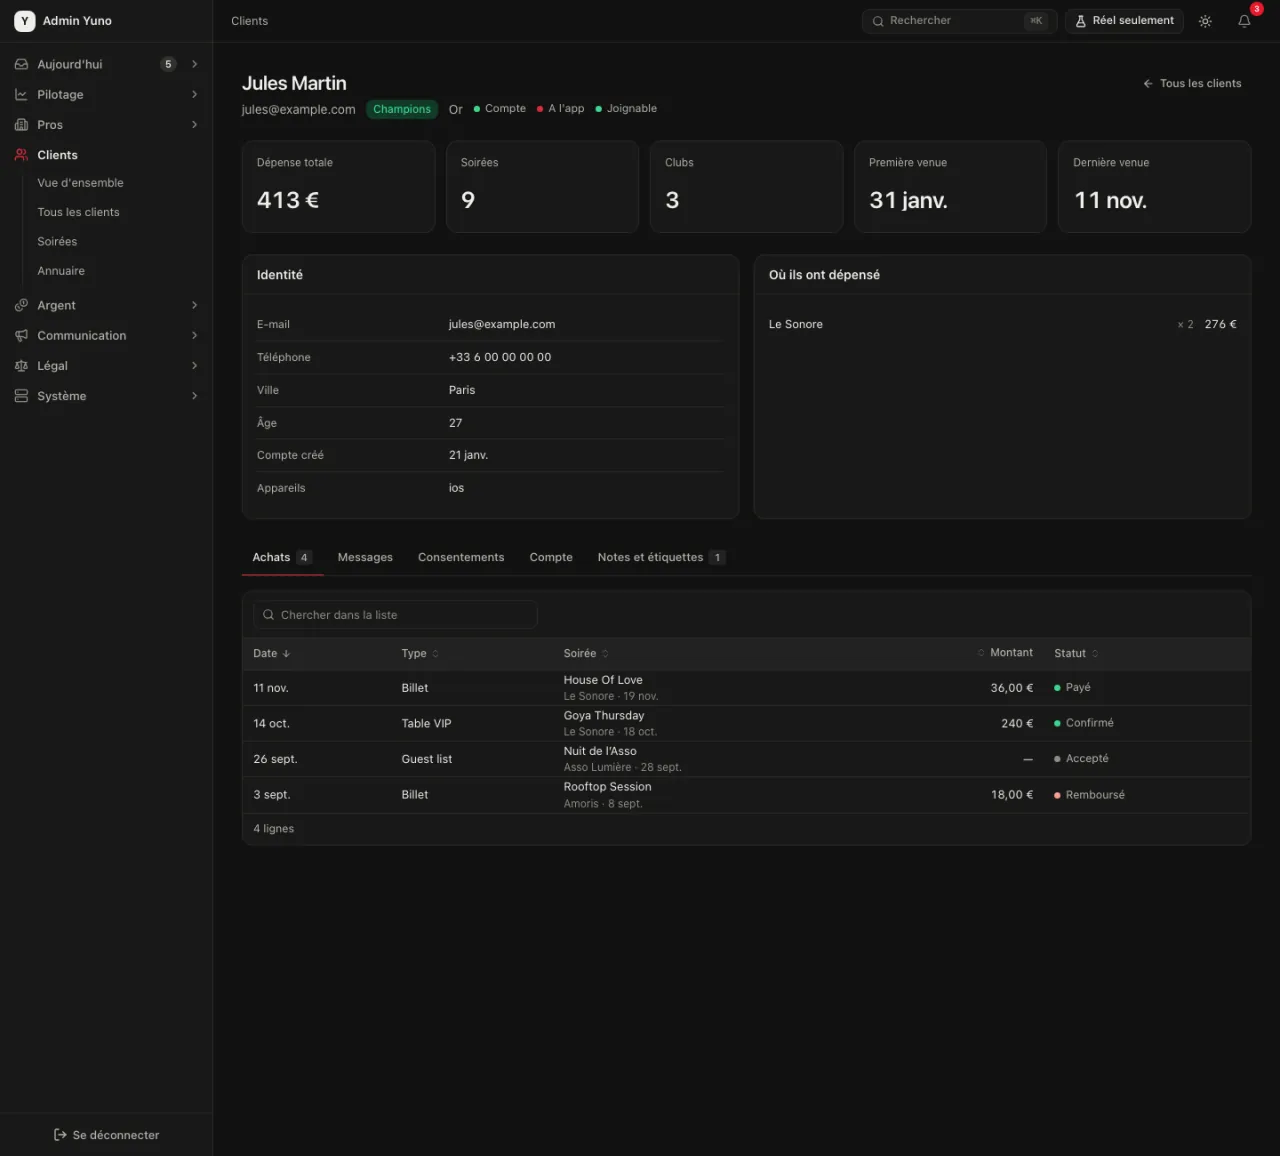 Y Admin Yuno
Clients
Rechercher ⌘K
Réel seulement
3
Aujourd'hui 5
Pilotage
Pros
Clients
Vue d'ensemble
Tous les clients
Soirées
Annuaire
Argent
Communication
Légal
Système
Se déconnecter
Jules Martin
← Tous les clients
jules@example.com Champions Or Compte A l'app Joignable
Dépense totale
413 €
Soirées
9
Clubs
3
Première venue
31 janv.
Dernière venue
11 nov.
Identité
E-mail jules@example.com
Téléphone +33 6 00 00 00 00
Ville Paris
Âge 27
Compte créé 21 janv.
Appareils ios
Où ils ont dépensé
Le Sonore × 2 276 €
Achats 4 Messages Consentements Compte Notes et étiquettes 1
Chercher dans la liste
Date ↓ Type Soirée Montant Statut
11 nov. Billet House Of Love 36,00 € Payé
Le Sonore · 19 nov.
14 oct. Table VIP Goya Thursday 240 € Confirmé
Le Sonore · 18 oct.
26 sept. Guest list Nuit de l'Asso — Accepté
Asso Lumière · 28 sept.
3 sept. Billet Rooftop Session 18,00 € Remboursé
Amoris · 8 sept.
4 lignes